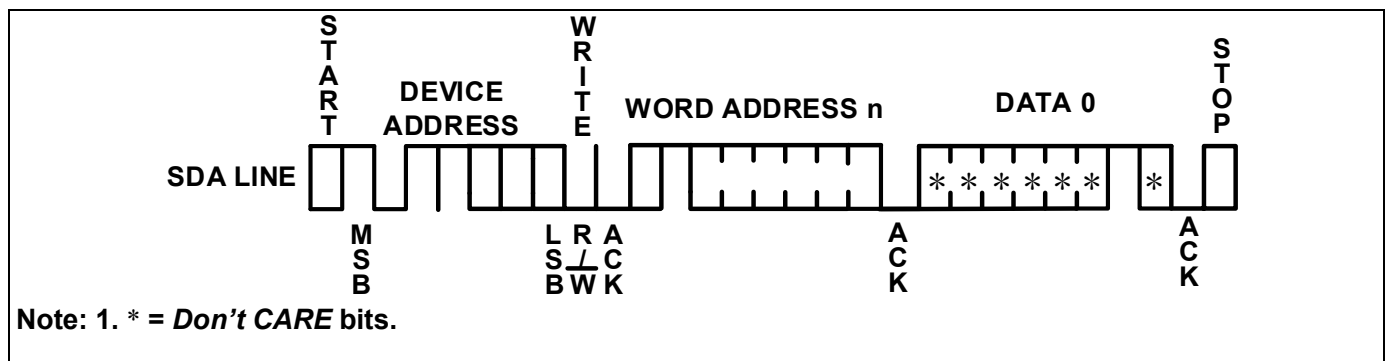 START
WRITE
STOP
DEVICE
ADDRESS
WORD ADDRESS n
DATA 0
SDA LINE
* * * * * * *
MSB
LSB
R/W
ACK
ACK
ACK
Note: 1. * = Don't CARE bits.